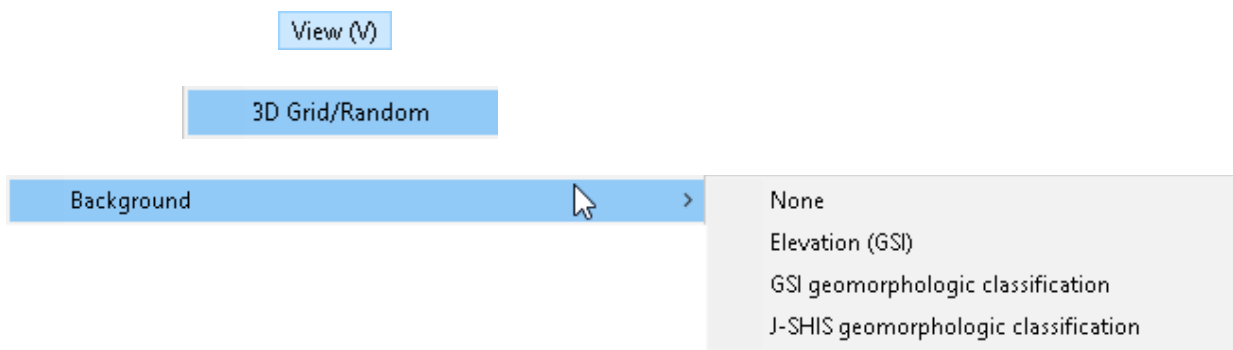 View (V)
3D Grid/Random
Background > None
Elevation (GSI)
GSI geomorphologic classification
J-SHIS geomorphologic classification